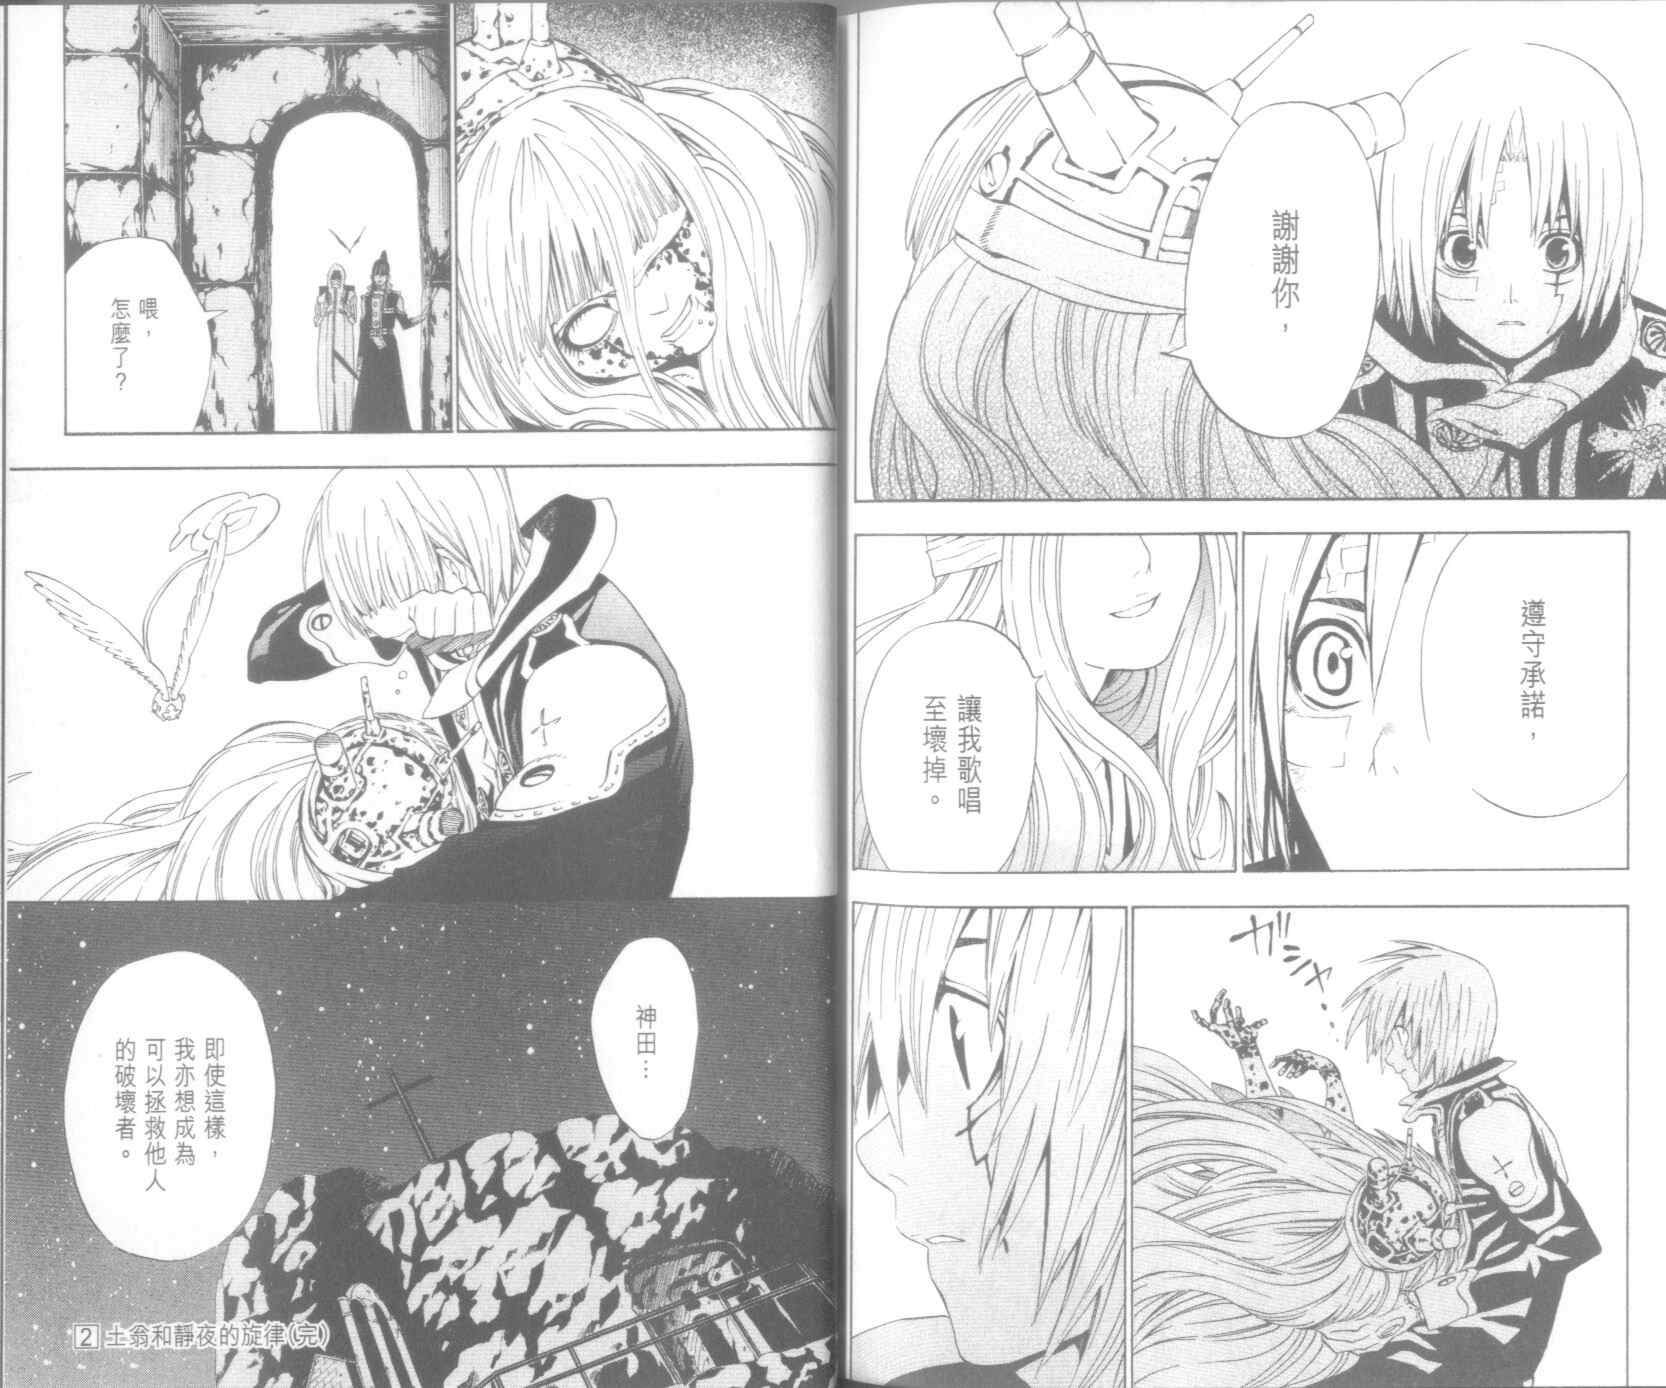 謝謝你，
遵守承諾，
讓我歌唱
至壞掉。
ガシャ…
喂，
怎麼了？
神田…
即使這樣，
我亦想成為
可以拯救他人
的破壞者。
2 土翁和靜夜的旋律(完)